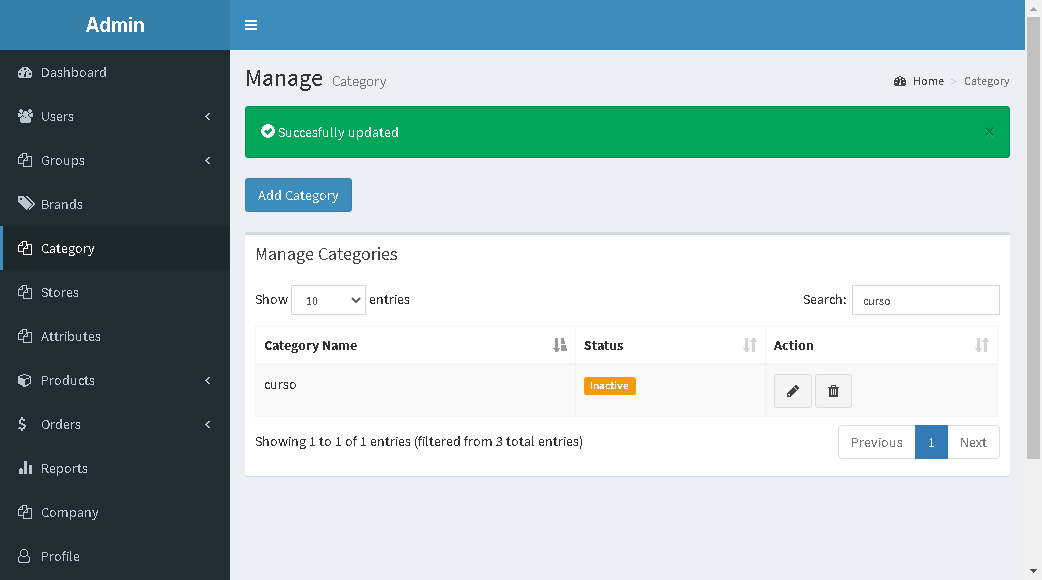 Admin
Dashboard
Users
Groups
Brands
Category
Stores
Attributes
Products
Orders
Reports
Company
Profile
Manage Category
Home > Category
Succesfully updated
×
Add Category
Manage Categories
Show 10 entries
Search: curso
Category Name Status Action
curso Inactive
Showing 1 to 1 of 1 entries (filtered from 3 total entries)
Previous 1 Next